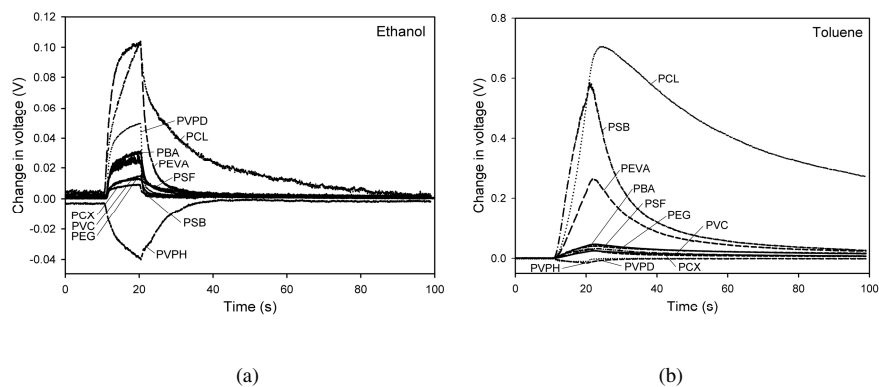 Ethanol
Change in voltage (V)
0.12
0.10
0.08
0.06
0.04
0.02
0.00
-0.02
-0.04
PVPD
PCL
PBA
PEVA
PSF
PCX
PVC
PEG
PSB
PVPH
0 20 40 60 80 100
Time (s)
(a)
Toluene
Change in voltage (V)
0.8
0.6
0.4
0.2
0.0
PCL
PSB
PEVA
PBA
PSF
PEG
PVC
PVPH
PVPD
PCX
0 20 40 60 80 100
Time (s)
(b)